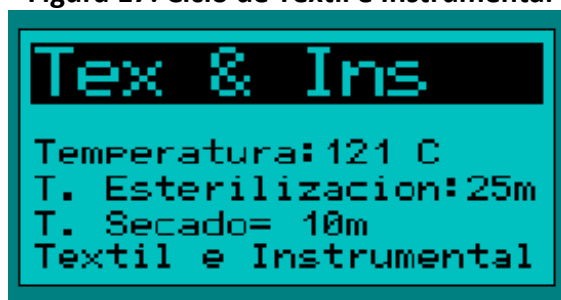 Figura 17. Ciclo de Textil e Instrumental
Tex & Ins
Temperatura:121 C
T. Esterilizacion:25m
T. Secado= 10m
Textil e Instrumental